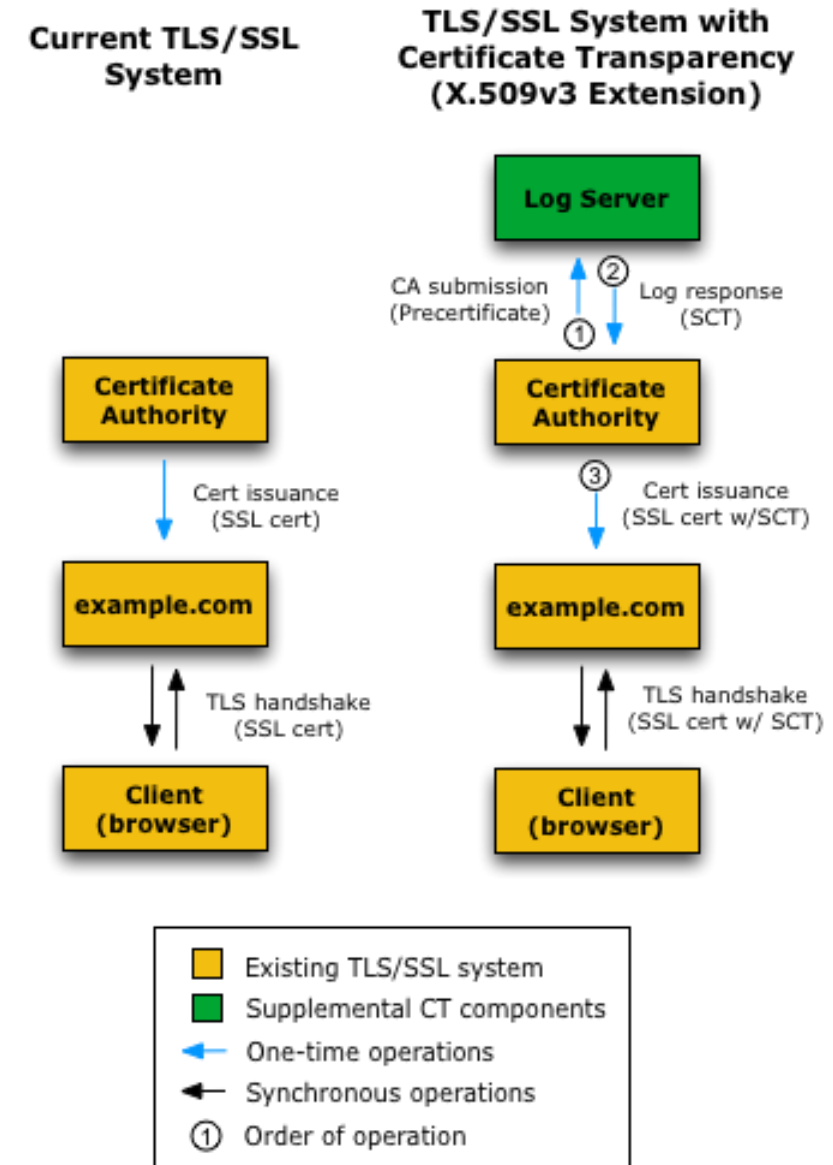 Current TLS/SSL
System
TLS/SSL System with
Certificate Transparency
(X.509v3 Extension)
Certificate
Authority
Cert issuance
(SSL cert)
example.com
TLS handshake
(SSL cert)
Client
(browser)
Log Server
CA submission
(Precertificate)
1
2
Log response
(SCT)
Certificate
Authority
3
Cert issuance
(SSL cert w/SCT)
example.com
TLS handshake
(SSL cert w/ SCT)
Client
(browser)
Existing TLS/SSL system
Supplemental CT components
One-time operations
Synchronous operations
1 Order of operation